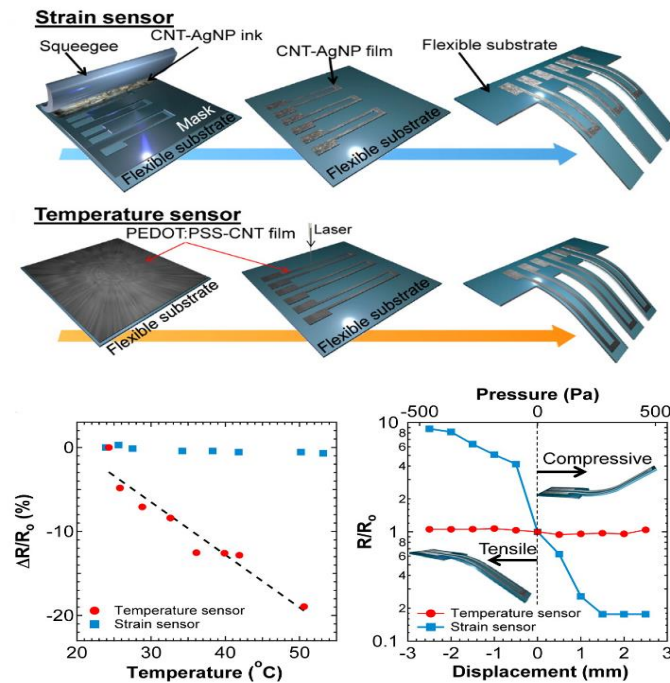 Strain sensor
Squeegee
CNT-AgNP ink
CNT-AgNP film
Flexible substrate
Mask
Flexible substrate
Flexible substrate
Temperature sensor
PEDOT:PSS-CNT film
Laser
Flexible substrate
Flexible substrate
0
-10
-20
ΔR/R₀ (%)
Temperature sensor
Strain sensor
20 30 40 50
Temperature (°C)
Pressure (Pa)
-500 0 500
10
8
6
4
2
1
8
6
4
2
0.1
R/R₀
Compressive
Tensile
Temperature sensor
Strain sensor
-3 -2 -1 0 1 2 3
Displacement (mm)